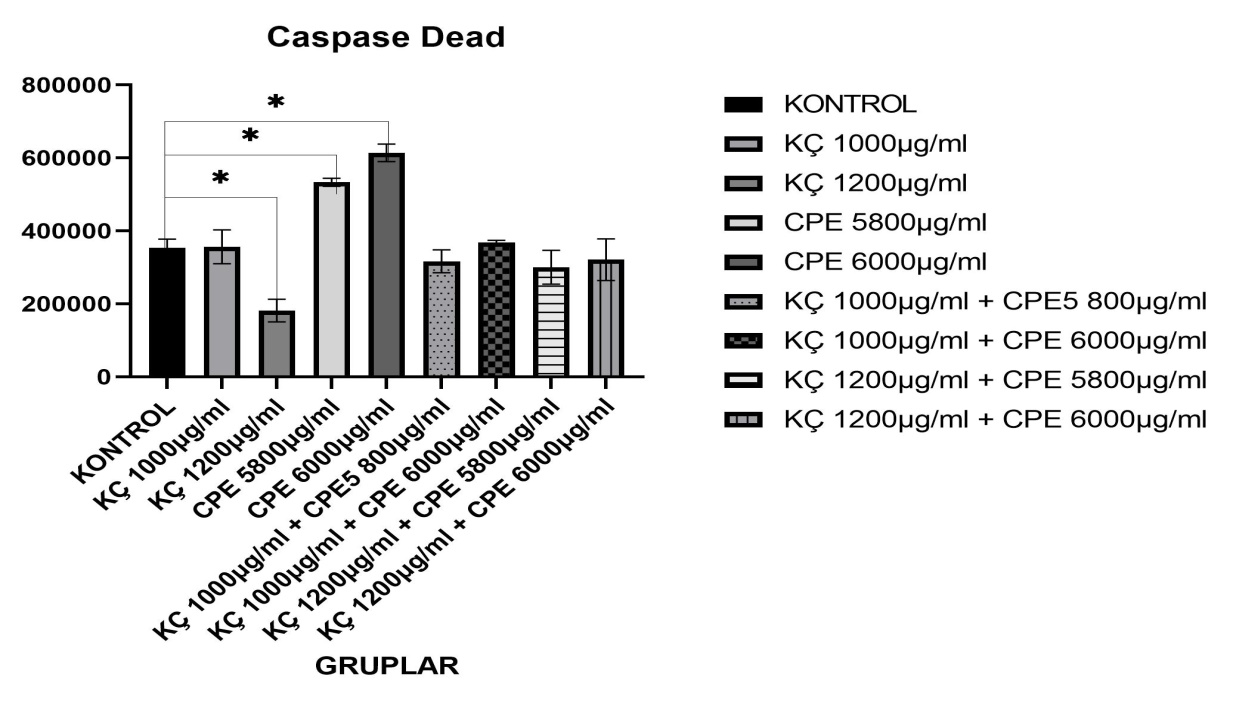 Caspase Dead
800000
600000
400000
200000
0
*
*
*
KONTROL
KÇ 1000µg/ml
KÇ 1200µg/ml
CPE 5800µg/ml
CPE 6000µg/ml
KÇ 1000µg/ml + CPE5 800µg/ml
KÇ 1000µg/ml + CPE 6000µg/ml
KÇ 1200µg/ml + CPE 5800µg/ml
KÇ 1200µg/ml + CPE 6000µg/ml
GRUPLAR
KONTROL
KÇ 1000µg/ml
KÇ 1200µg/ml
CPE 5800µg/ml
CPE 6000µg/ml
KÇ 1000µg/ml + CPE5 800µg/ml
KÇ 1000µg/ml + CPE 6000µg/ml
KÇ 1200µg/ml + CPE 5800µg/ml
KÇ 1200µg/ml + CPE 6000µg/ml